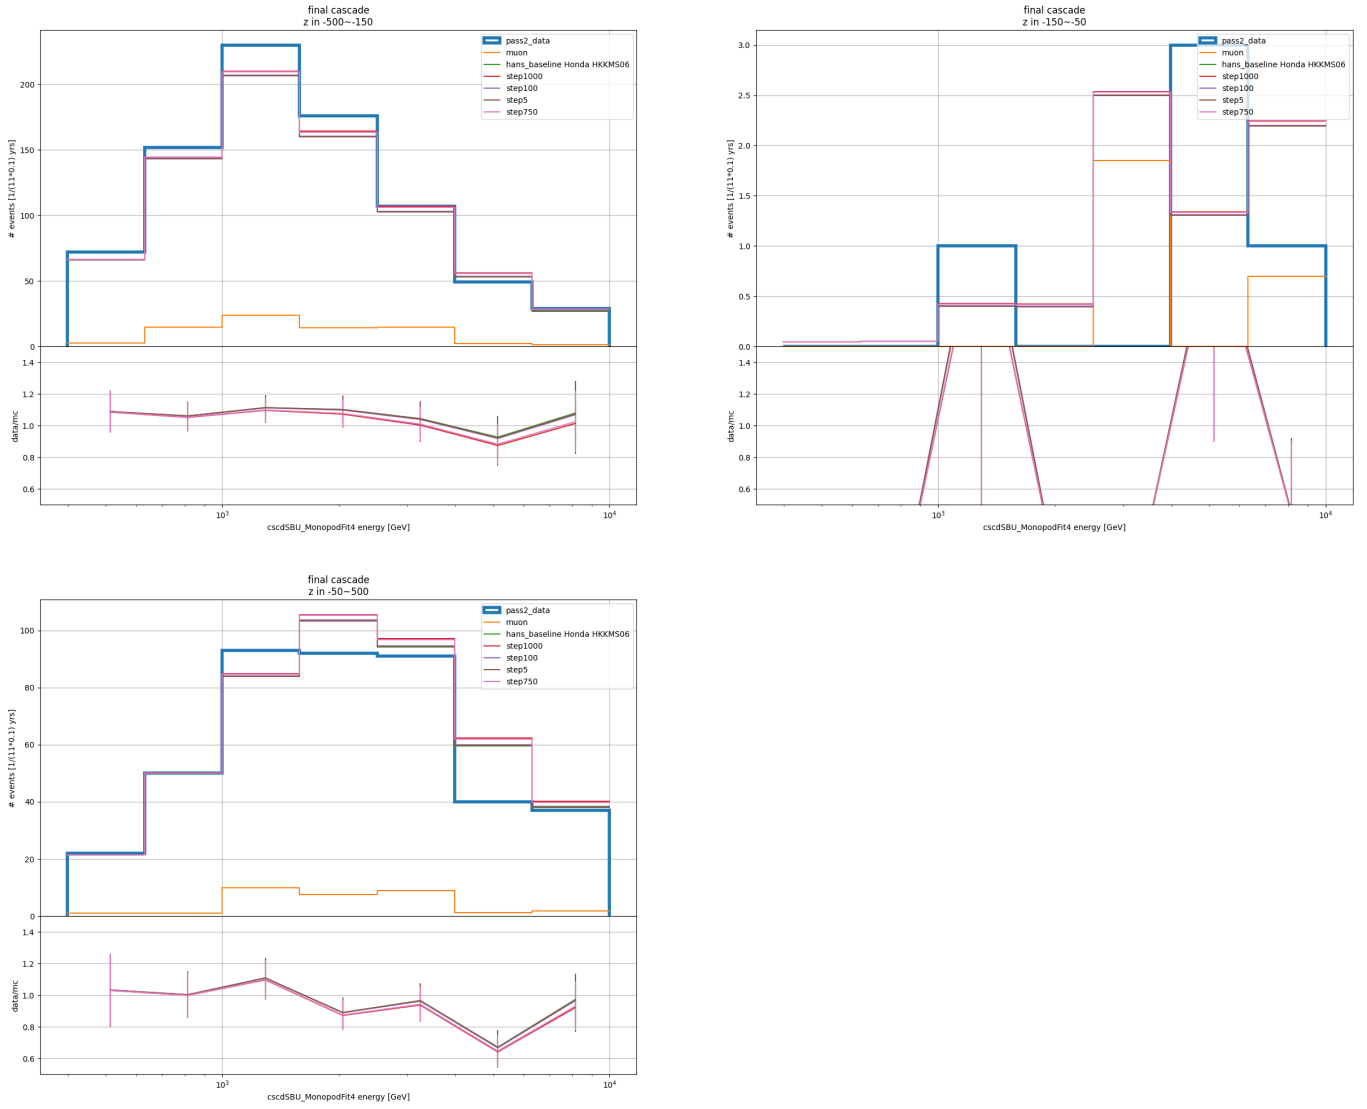 final cascade
z in -500~-150
# events [1/(11*0.1) yrs]
200
150
100
50
0
pass2_data
muon
hans_baseline Honda HKKMS06
step1000
step100
step5
step750
data/mc
1.4
1.2
1.0
0.8
0.6
10³
10⁴
cscdSBU_MonopodFit4 energy [GeV]
final cascade
z in -150~-50
# events [1/(11*0.1) yrs]
3.0
2.5
2.0
1.5
1.0
0.5
0.0
pass2_data
muon
hans_baseline Honda HKKMS06
step1000
step100
step5
step750
data/mc
1.4
1.2
1.0
0.8
0.6
10³
10⁴
cscdSBU_MonopodFit4 energy [GeV]
final cascade
z in -50~500
# events [1/(11*0.1) yrs]
100
80
60
40
20
0
pass2_data
muon
hans_baseline Honda HKKMS06
step1000
step100
step5
step750
data/mc
1.4
1.2
1.0
0.8
0.6
10³
10⁴
cscdSBU_MonopodFit4 energy [GeV]